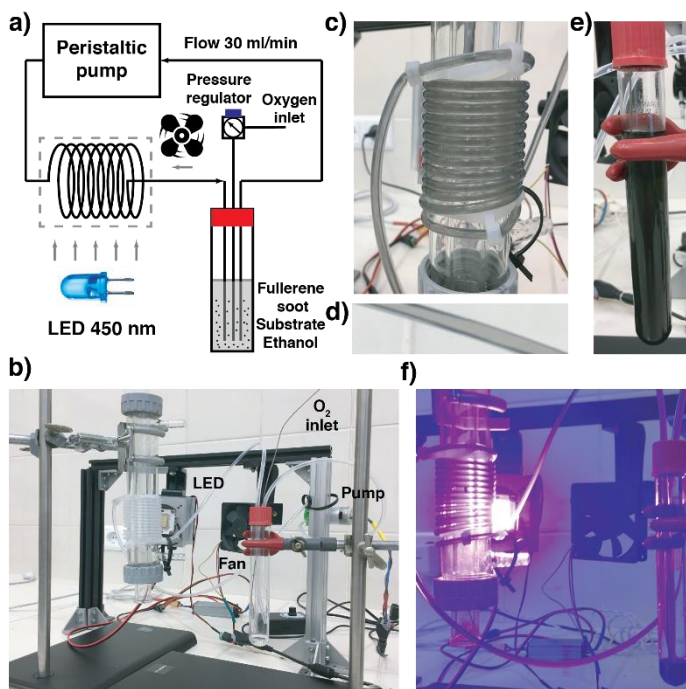 a)
Peristaltic
pump
Flow 30 ml/min
Pressure
regulator
Oxygen
inlet
LED 450 nm
Fullerene
soot
Substrate
Ethanol
b)
O2
inlet
LED
Pump
Fan
c)
d)
e)
f)